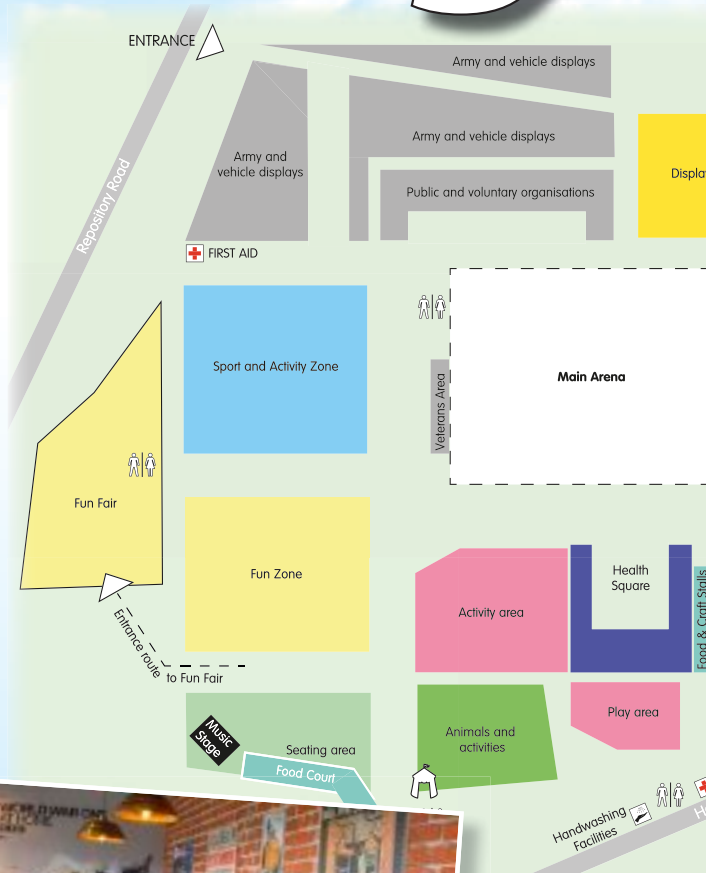 ENTRANCE
Army and vehicle displays
Army and vehicle displays
Army and
vehicle displays
Public and voluntary organisations
Repository Road
FIRST AID
Sport and Activity Zone
Main Arena
Veterans Area
Fun Fair
Fun Zone
Health
Square
Activity area
Food & Craft Stalls
Entrance route
to Fun Fair
Play area
Music
Stage
Seating area
Food Court
Animals and
activities
Handwashing
Facilities